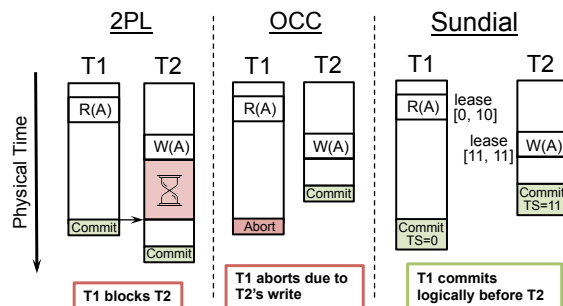 2PL
OCC
Sundial
T1
T2
T1
T2
T1
T2
Physical Time
R(A)
W(A)
Commit
Commit
R(A)
W(A)
Commit
Abort
R(A)
lease
[0, 10]
lease
[11, 11]
W(A)
Commit
TS=11
Commit
TS=0
T1 blocks T2
T1 aborts due to
T2's write
T1 commits
logically before T2